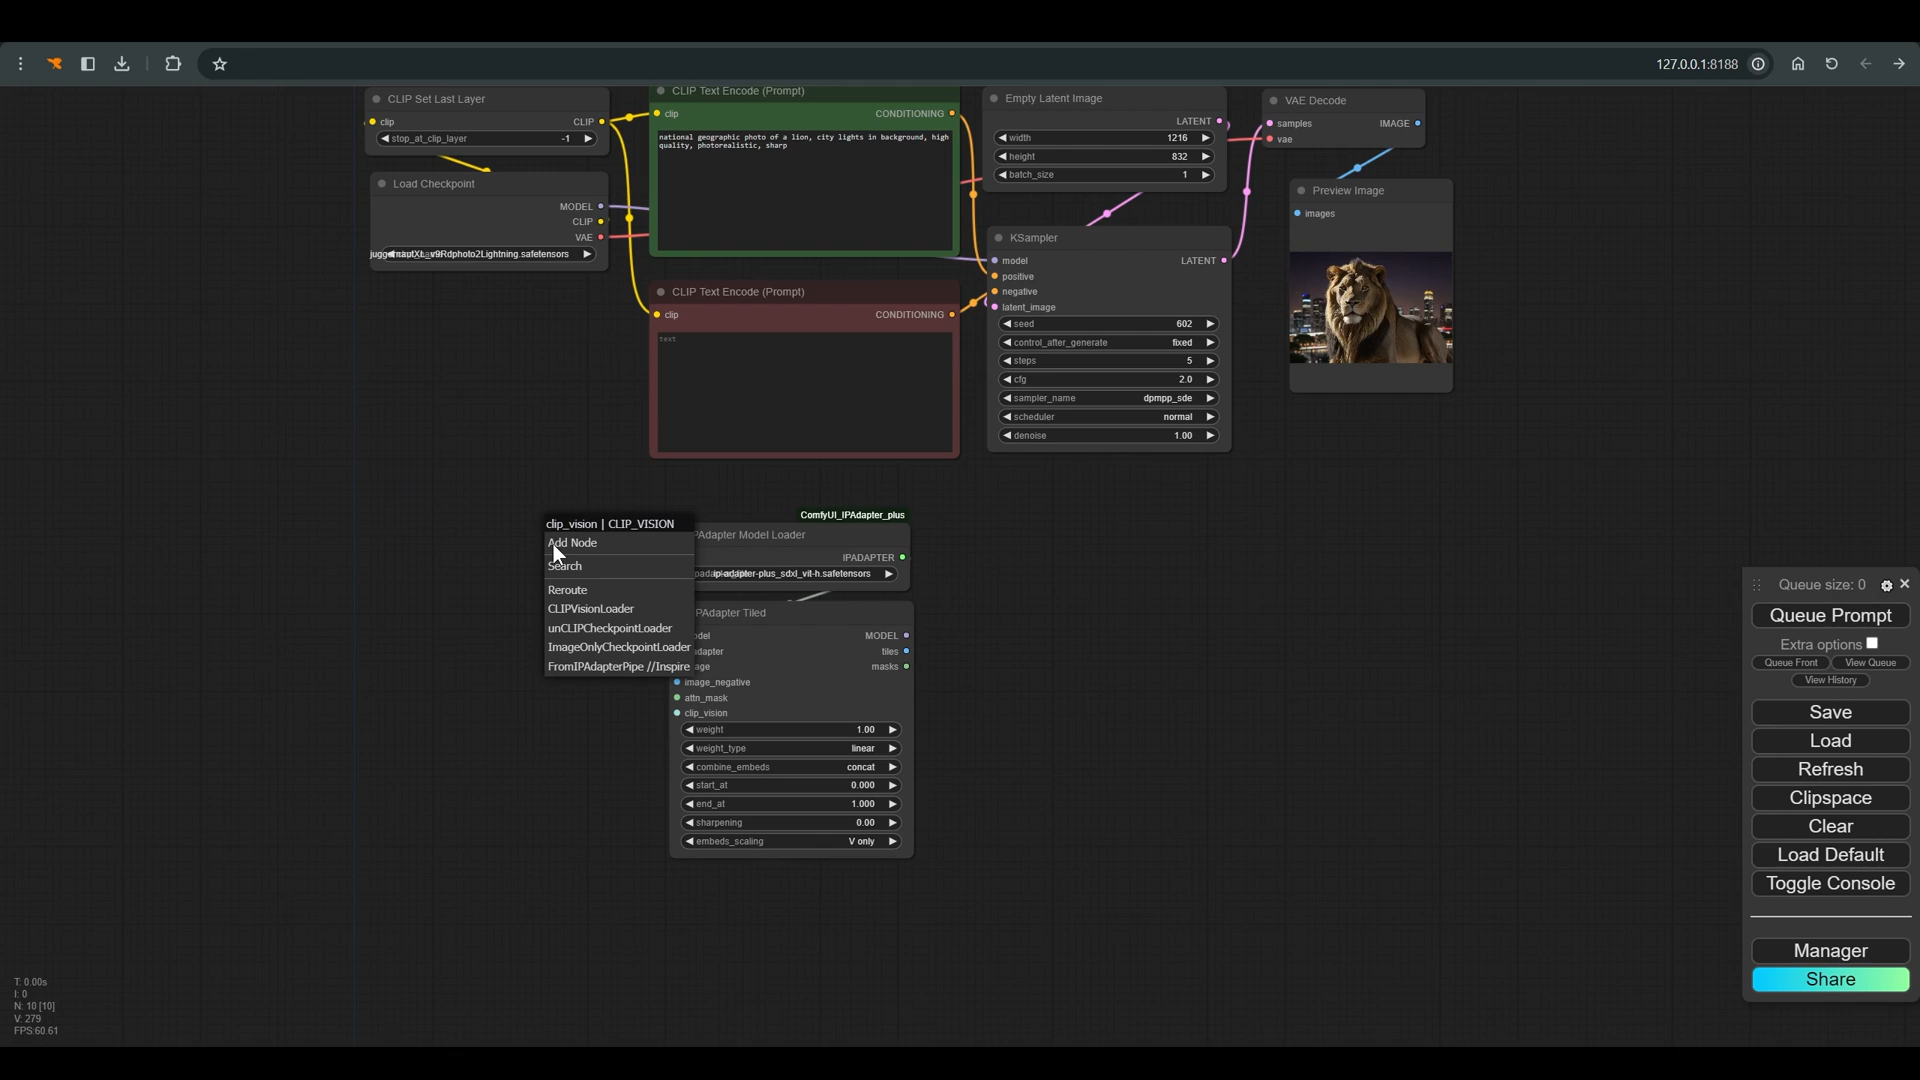 127.0.0.1:8188
CLIP Set Last Layer
clip
CLIP
stop_at_clip_layer
-1
Load Checkpoint
MODEL
CLIP
VAE
CLIP Text Encode (Prompt)
clip
CONDITIONING
national geographic photo of a lion, city lights in background, high
quality, photorealistic, sharp
CLIP Text Encode (Prompt)
clip
CONDITIONING
text
Empty Latent Image
LATENT
width 1216
height 832
batch_size 1
KSampler
model
LATENT
positive
negative
latent_image
seed 602
control_after_generate fixed
steps 5
cfg 2.0
sampler_name dpmpp_sde
scheduler normal
denoise 1.00
VAE Decode
samples
IMAGE
vae
Preview Image
images
clip_vision | CLIP_VISION
Add Node
Search
Reroute
CLIPVisionLoader
unCLIPCheckpointLoader
ImageOnlyCheckpointLoader
FromIPAdapterPipe //Inspire
ComfyUI_IPAdapter_plus
PAdapter Model Loader
IPADAPTER
ip-adapter-plus_sdxl_vit-h.safetensors
PAdapter Tiled
MODEL
tiles
masks
image_negative
attn_mask
clip_vision
weight 1.00
weight_type linear
combine_embeds concat
start_at 0.000
end_at 1.000
sharpening 0.00
embeds_scaling V only
Queue size: 0
Queue Prompt
Extra options
Queue Front
View Queue
View History
Save
Load
Refresh
Clipspace
Clear
Load Default
Toggle Console
Manager
Share
T: 0.00s
I: 0
N: 10 [10]
V: 279
FPS:60.61